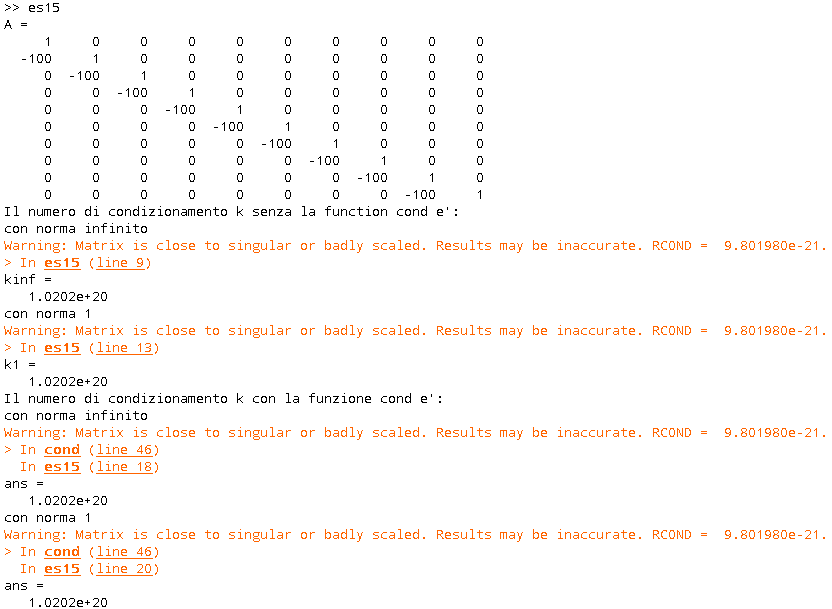 >> es15
A =
1 0 0 0 0 0 0 0 0 0
-100 1 0 0 0 0 0 0 0 0
0 -100 1 0 0 0 0 0 0 0
0 0 -100 1 0 0 0 0 0 0
0 0 0 -100 1 0 0 0 0 0
0 0 0 0 -100 1 0 0 0 0
0 0 0 0 0 -100 1 0 0 0
0 0 0 0 0 0 -100 1 0 0
0 0 0 0 0 0 0 -100 1 0
0 0 0 0 0 0 0 0 -100 1
Il numero di condizionamento k senza la function cond e':
con norma infinito
Warning: Matrix is close to singular or badly scaled. Results may be inaccurate. RCOND = 9.801980e-21.
> In es15 (line 9)
kinf =
1.0202e+20
con norma 1
Warning: Matrix is close to singular or badly scaled. Results may be inaccurate. RCOND = 9.801980e-21.
> In es15 (line 13)
k1 =
1.0202e+20
Il numero di condizionamento k con la funzione cond e':
con norma infinito
Warning: Matrix is close to singular or badly scaled. Results may be inaccurate. RCOND = 9.801980e-21.
> In cond (line 46)
In es15 (line 18)
ans =
1.0202e+20
con norma 1
Warning: Matrix is close to singular or badly scaled. Results may be inaccurate. RCOND = 9.801980e-21.
> In cond (line 46)
In es15 (line 20)
ans =
1.0202e+20